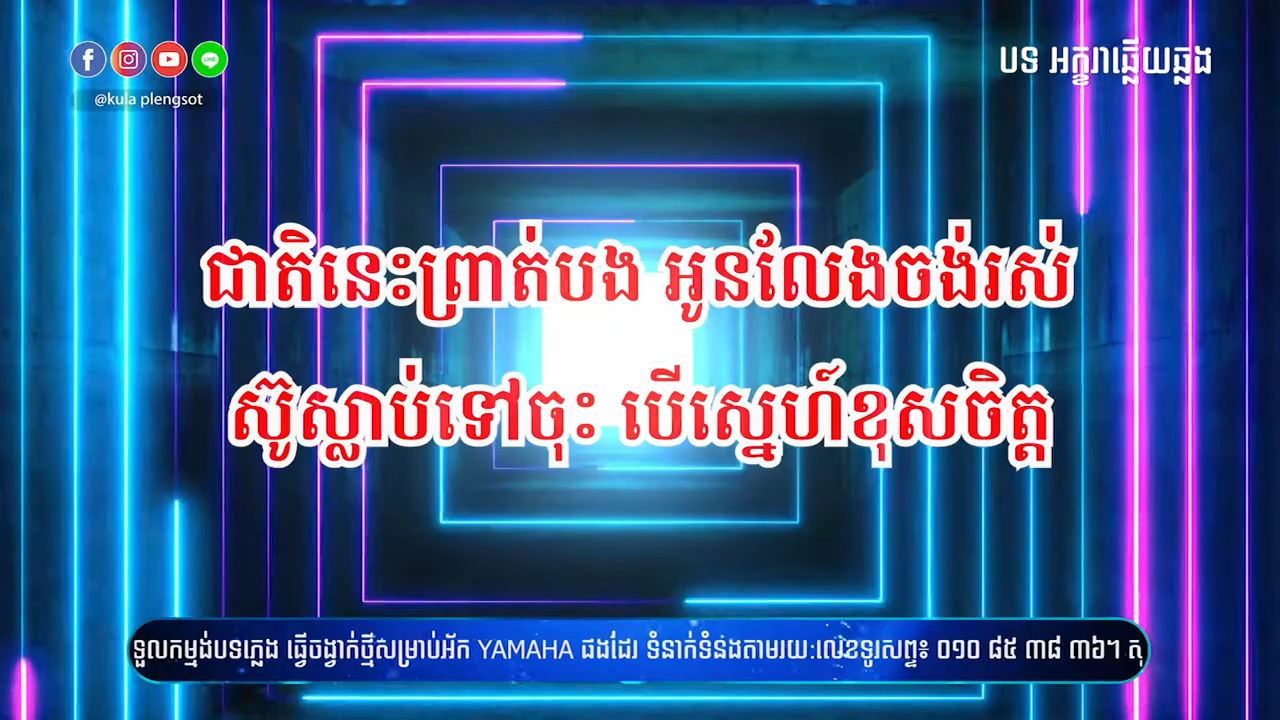 LINE
@kula plengsot
បទ អក្ខរាឆ្លើយឆ្លង
ជាតិនេះព្រាត់បង អូនលែងចង់រស់
ស៊ូស្លាប់ទៅចុះ បើស្នេហ៍ខុសចិត្ត
ទួលកម្មង់បទភ្លេង ធ្វើចង្វាក់ថ្មីសម្រាប់អ័ក YAMAHA ផងដែរ ទំនាក់ទំនងតាមរយៈលេខទូរសព្ទ៖ ០១០ ៨៥ ៣៨ ៣៦។